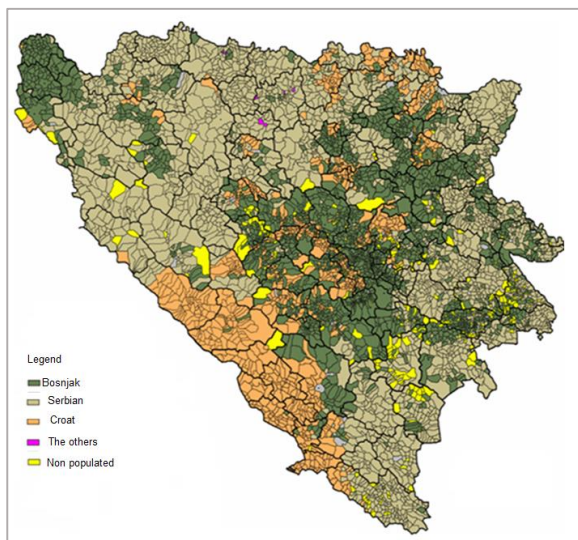 Legend
Bosnjak
Serbian
Croat
The others
Non populated